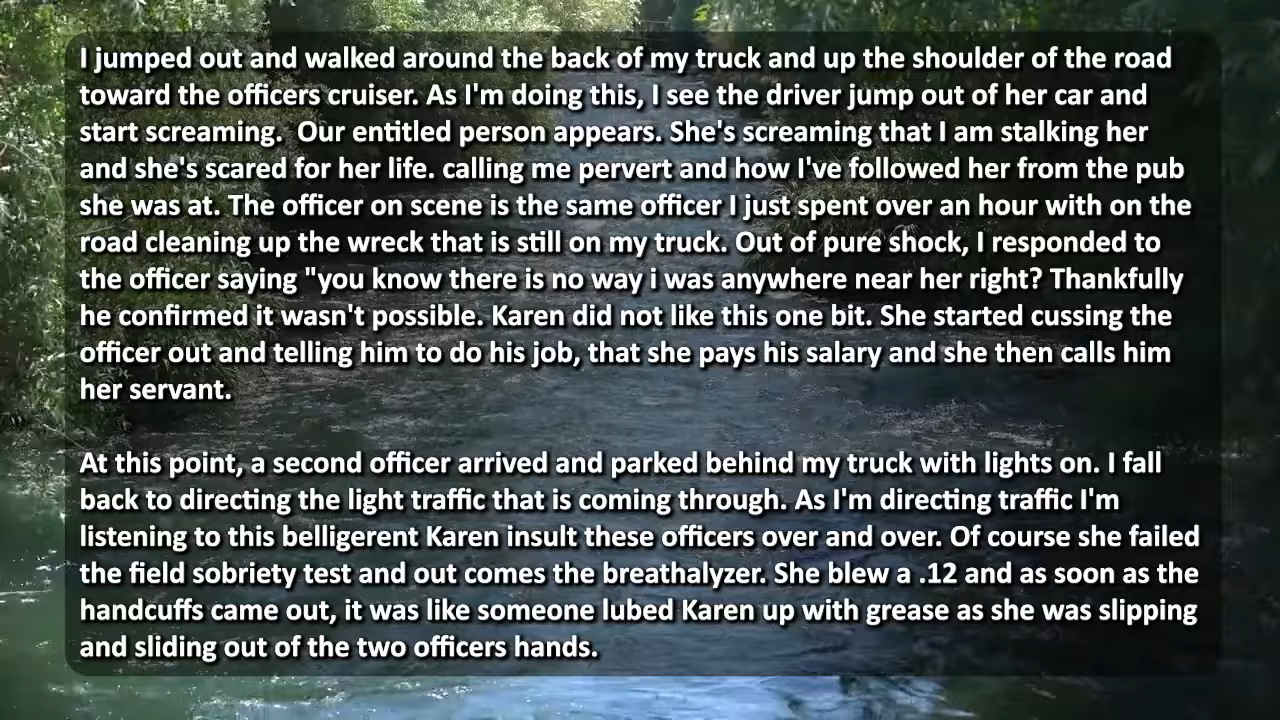 I jumped out and walked around the back of my truck and up the shoulder of the road
toward the officers cruiser. As I'm doing this, I see the driver jump out of her car and
start screaming.  Our entitled person appears. She's screaming that I am stalking her
and she's scared for her life. calling me pervert and how I've followed her from the pub
she was at. The officer on scene is the same officer I just spent over an hour with on the
road cleaning up the wreck that is still on my truck. Out of pure shock, I responded to
the officer saying "you know there is no way i was anywhere near her right? Thankfully
he confirmed it wasn't possible. Karen did not like this one bit. She started cussing the
officer out and telling him to do his job, that she pays his salary and she then calls him
her servant.
At this point, a second officer arrived and parked behind my truck with lights on. I fall
back to directing the light traffic that is coming through. As I'm directing traffic I'm
listening to this belligerent Karen insult these officers over and over. Of course she failed
the field sobriety test and out comes the breathalyzer. She blew a .12 and as soon as the
handcuffs came out, it was like someone lubed Karen up with grease as she was slipping
and sliding out of the two officers hands.